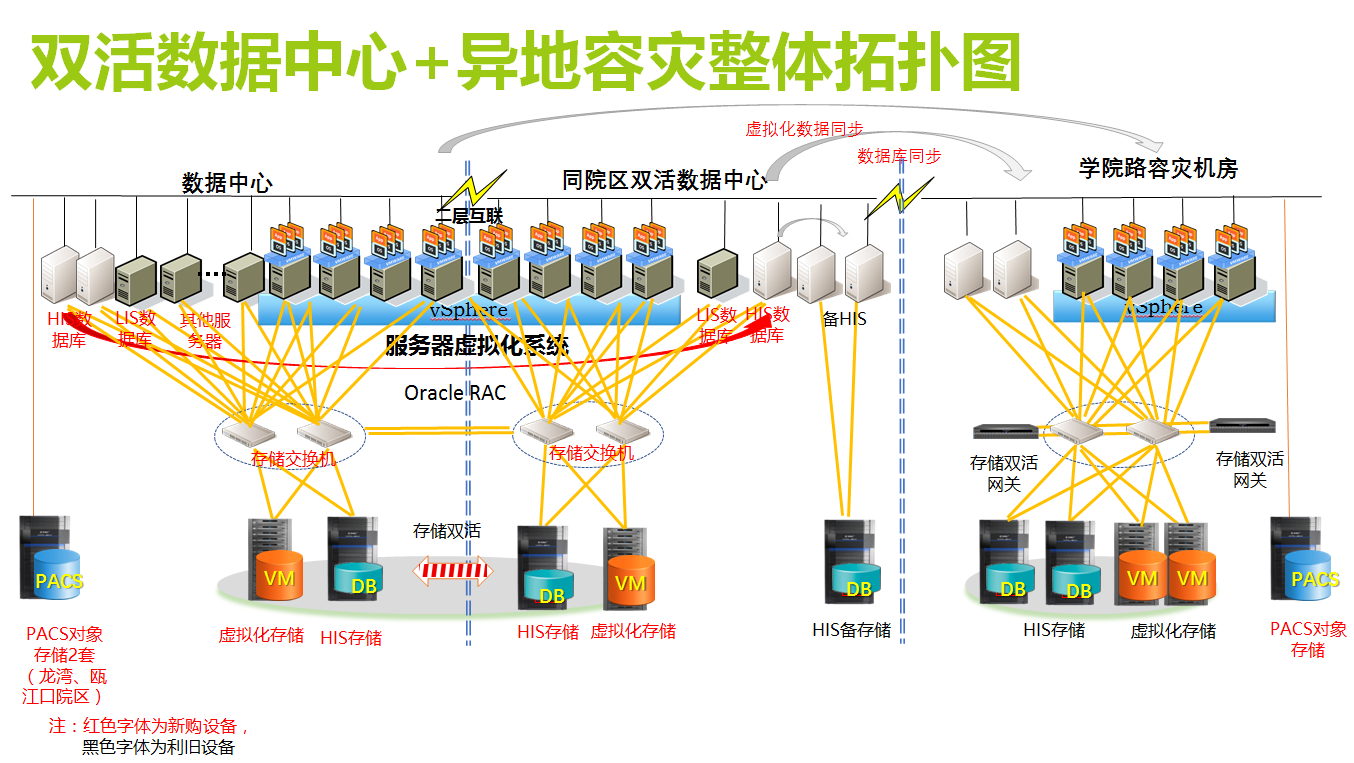 双活数据中心+异地容灾整体拓扑图
虚拟化数据同步
数据库同步
数据中心
同院区双活数据中心
学院路容灾机房
二层互联
HIS数
据库
LIS数
据库
其他服
务器
vSphere
LIS数
据库
HIS数
据库
备HIS
vSphere
服务器虚拟化系统
Oracle RAC
存储交换机
存储交换机
存储双活
网关
存储双活
网关
存储双活
PACS
VM
DB
DB
VM
DB
DB
DB
VM
VM
PACS
PACS对象
存储2套
（龙湾、瓯
江口院区）
虚拟化存储
HIS存储
HIS存储
虚拟化存储
HIS备存储
HIS存储
虚拟化存储
PACS对象
存储
注：红色字体为新购设备，
黑色字体为利旧设备